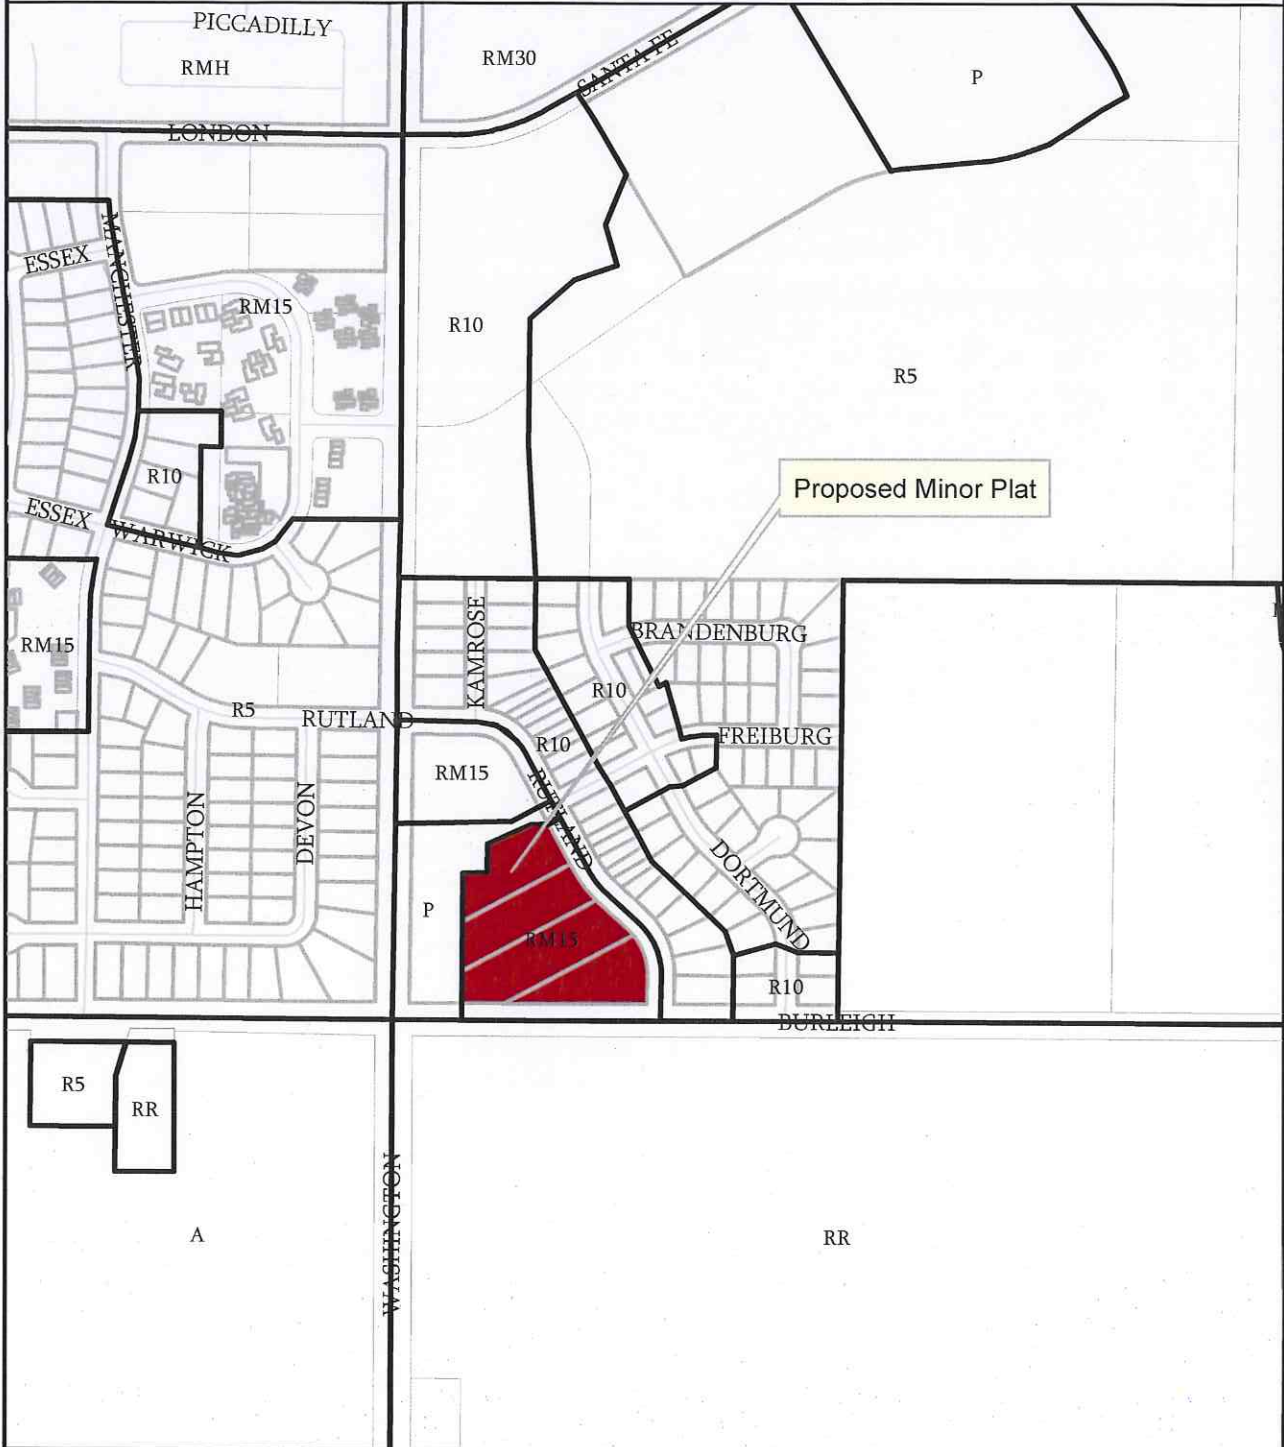 PICCADILLY
RM30
RMH
SANTA FE
P
LONDON
MANCHESTER
ESSEX
RM15
R10
R5
R10
Proposed Minor Plat
ESSEX
WARWICK
KAMROSE
BRANDENBURG
RM15
R10
R5
RUTLAND
R10
FREIBURG
RM15
RUTLAND
HAMPTON
DEVON
DORTMUND
P
RM15
R10
BURLEIGH
R5
RR
WASHINGTON
A
RR